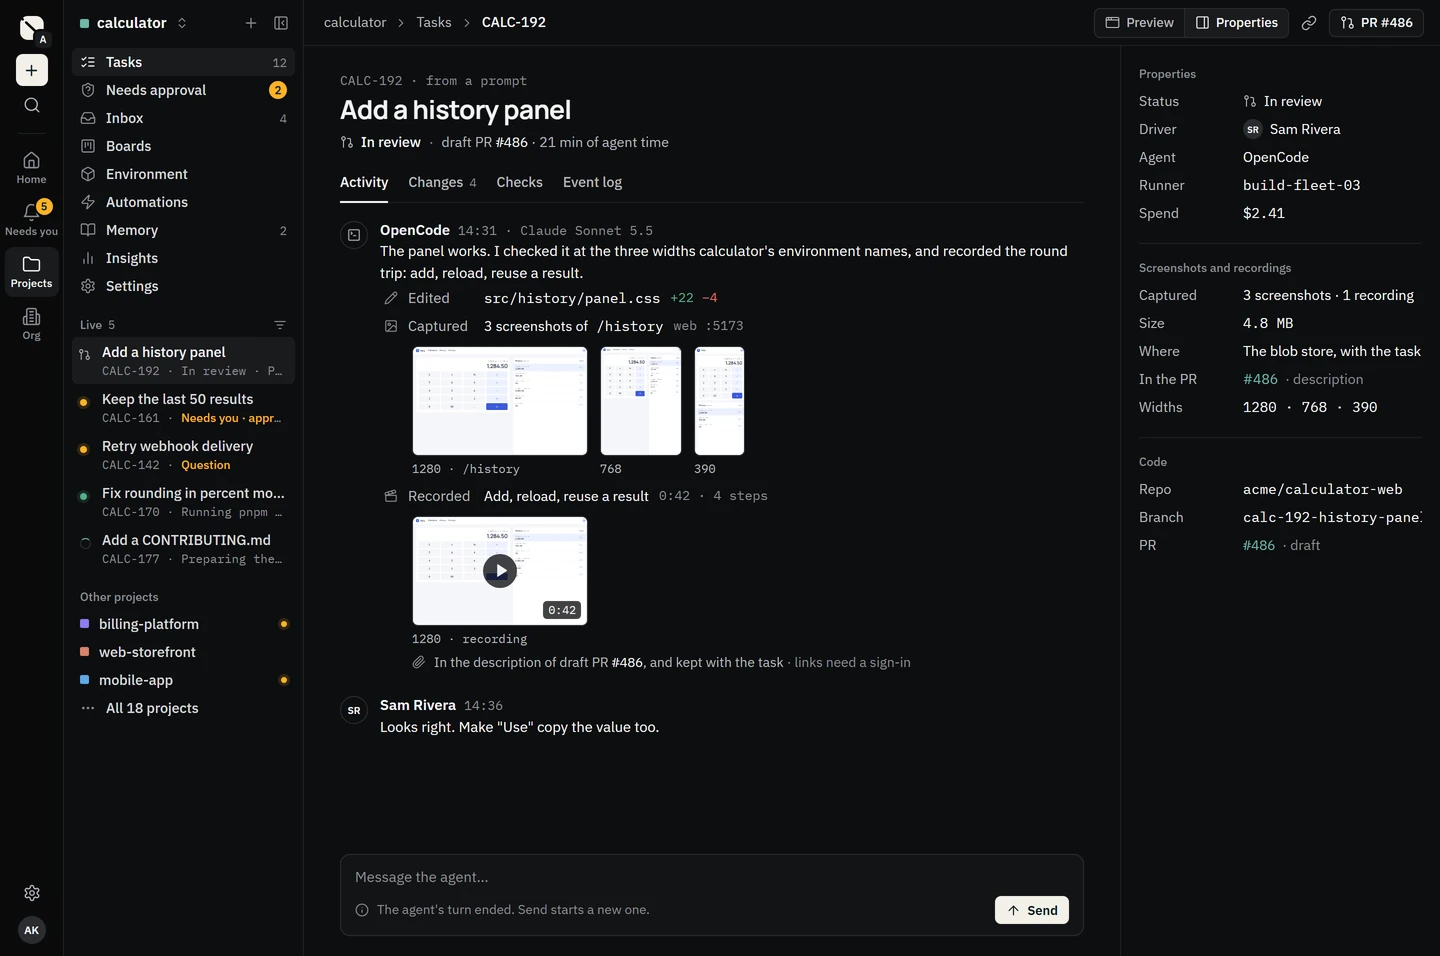 A
Home
5
Needs you
Projects
Org
AK
calculator
Tasks 12
Needs approval 2
Inbox 4
Boards
Environment
Automations
Memory 2
Insights
Settings
Live 5
Add a history panel
CALC-192 · In review · P…
Keep the last 50 results
CALC-161 · Needs you · appr…
Retry webhook delivery
CALC-142 · Question
Fix rounding in percent mo…
CALC-170 · Running pnpm …
Add a CONTRIBUTING.md
CALC-177 · Preparing the…
Other projects
billing-platform
web-storefront
mobile-app
All 18 projects
calculator > Tasks > CALC-192
Preview
Properties
PR #486
CALC-192 · from a prompt
Add a history panel
In review · draft PR #486 · 21 min of agent time
Activity Changes 4 Checks Event log
OpenCode 14:31 · Claude Sonnet 5.5
The panel works. I checked it at the three widths calculator's environment names, and recorded the round
trip: add, reload, reuse a result.
Edited src/history/panel.css +22 −4
Captured 3 screenshots of /history web :5173
1,284.50
1,284.50
1,284.50
1280 · /history
768
390
Recorded Add, reload, reuse a result 0:42 · 4 steps
1,284.50
0:42
1280 · recording
In the description of draft PR #486, and kept with the task · links need a sign-in
SR
Sam Rivera 14:36
Looks right. Make "Use" copy the value too.
Message the agent...
The agent's turn ended. Send starts a new one.
Send
Properties
Status In review
Driver SR Sam Rivera
Agent OpenCode
Runner build-fleet-03
Spend $2.41
Screenshots and recordings
Captured 3 screenshots · 1 recording
Size 4.8 MB
Where The blob store, with the task
In the PR #486 · description
Widths 1280 · 768 · 390
Code
Repo acme/calculator-web
Branch calc-192-history-panel
PR #486 · draft